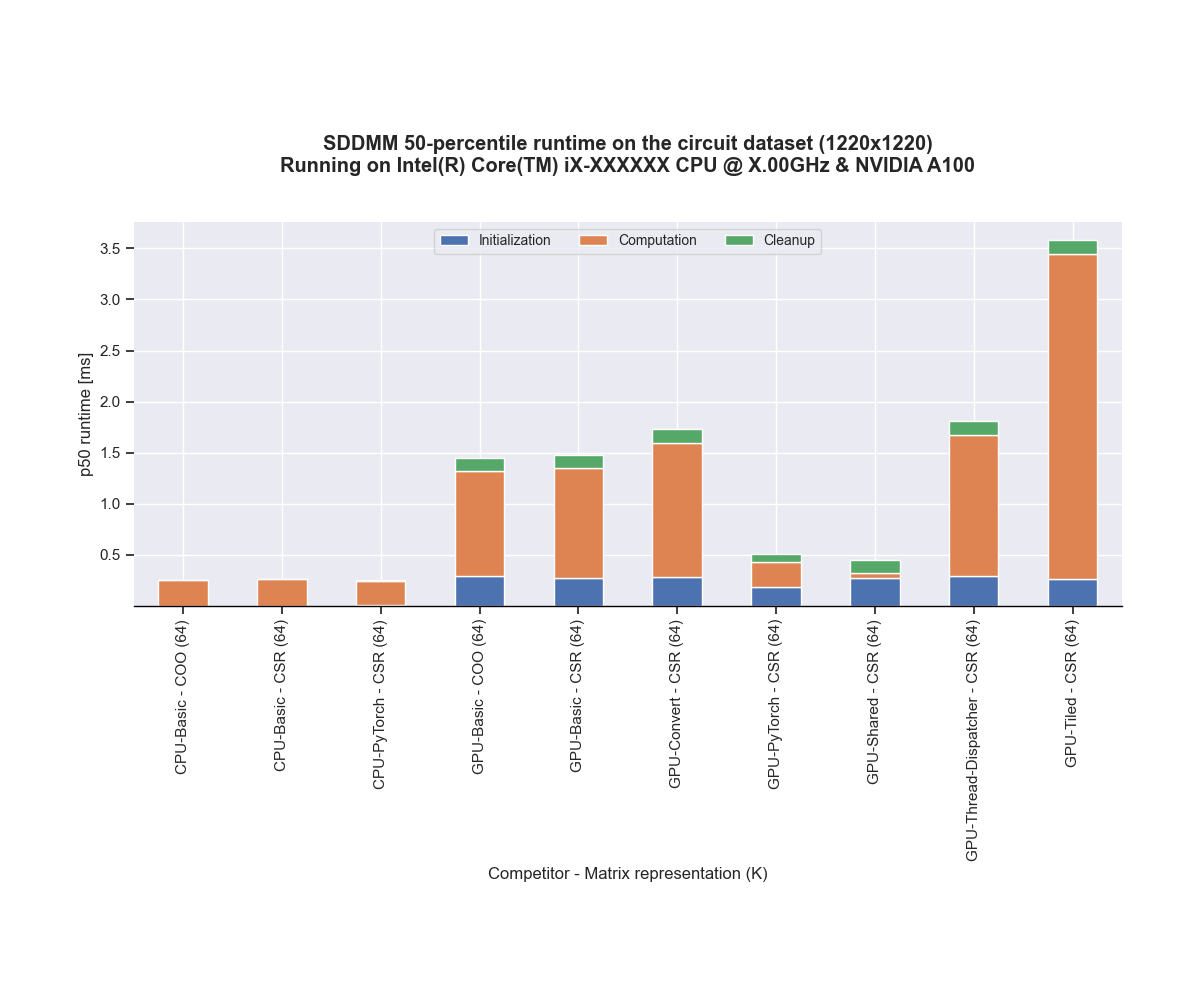 SDDMM 50-percentile runtime on the circuit dataset (1220x1220)
Running on Intel(R) Core(TM) iX-XXXXXX CPU @ X.00GHz & NVIDIA A100
Initialization
Computation
Cleanup
3.5
3.0
2.5
2.0
1.5
1.0
0.5
p50 runtime [ms]
CPU-Basic - COO (64)
CPU-Basic - CSR (64)
CPU-PyTorch - CSR (64)
GPU-Basic - COO (64)
GPU-Basic - CSR (64)
GPU-Convert - CSR (64)
GPU-PyTorch - CSR (64)
GPU-Shared - CSR (64)
GPU-Thread-Dispatcher - CSR (64)
GPU-Tiled - CSR (64)
Competitor - Matrix representation (K)